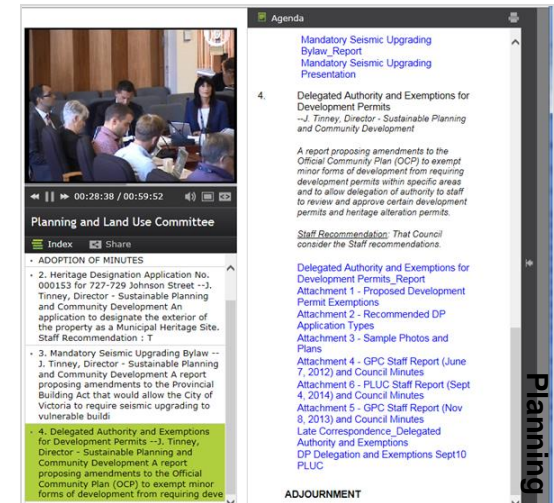 00:28:38 / 00:59:52
Planning and Land Use Committee
Index
Share
- ADOPTION OF MINUTES
- 2. Heritage Designation Application No.
000153 for 727-729 Johnson Street --J.
Tinney, Director - Sustainable Planning
and Community Development An
application to designate the exterior of
the property as a Municipal Heritage Site.
Staff Recommendation : T
- 3. Mandatory Seismic Upgrading Bylaw --
J. Tinney, Director - Sustainable Planning
and Community Development A report
proposing amendments to the Provincial
Building Act that would allow the City of
Victoria to require seismic upgrading to
vulnerable buildi
- 4. Delegated Authority and Exemptions
for Development Permits --J. Tinney,
Director - Sustainable Planning and
Community Development A report
proposing amendments to the Official
Community Plan (OCP) to exempt minor
forms of development from requiring deve
Agenda
Mandatory Seismic Upgrading
Bylaw_Report
Mandatory Seismic Upgrading
Presentation
4. Delegated Authority and Exemptions for
Development Permits
--J. Tinney, Director - Sustainable Planning
and Community Development
A report proposing amendments to the
Official Community Plan (OCP) to exempt
minor forms of development from requiring
development permits within specific areas
and to allow delegation of authority to staff
to review and approve certain development
permits and heritage alteration permits.
Staff Recommendation: That Council
consider the Staff recommendations.
Delegated Authority and Exemptions for
Development Permits_Report
Attachment 1 - Proposed Development
Permit Exemptions
Attachment 2 - Recommended DP
Application Types
Attachment 3 - Sample Photos and
Plans
Attachment 4 - GPC Staff Report (June
7, 2012) and Council Minutes
Attachment 6 - PLUC Staff Report (Sept
4, 2014) and Council Minutes
Attachment 5 - GPC Staff Report (Nov
8, 2013) and Council Minutes
Late Correspondence_Delegated
Authority and Exemptions
DP Delegation and Exemptions Sept10
PLUC
ADJOURNMENT
Planning